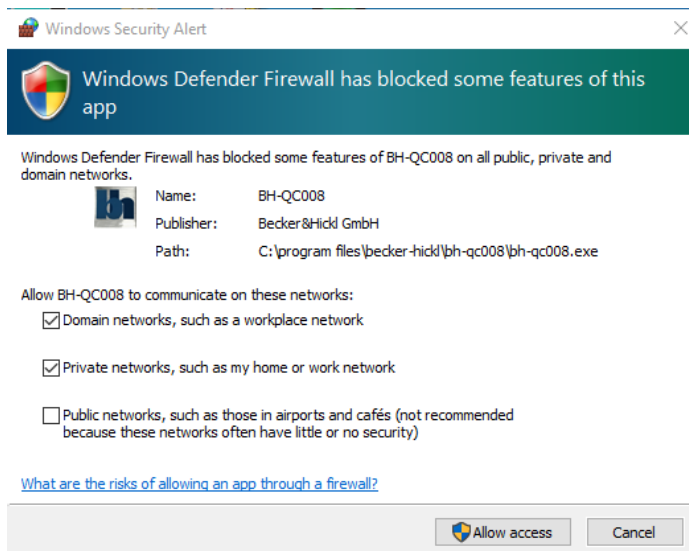 Windows Security Alert
Windows Defender Firewall has blocked some features of this
app
Windows Defender Firewall has blocked some features of BH-QC008 on all public, private and
domain networks.
bh
Name: BH-QC008
Publisher: Becker&Hickl GmbH
Path: C:\program files\becker-hickl\bh-qc008\bh-qc008.exe
Allow BH-QC008 to communicate on these networks:
Domain networks, such as a workplace network
Private networks, such as my home or work network
Public networks, such as those in airports and cafés (not recommended
because these networks often have little or no security)
What are the risks of allowing an app through a firewall?
Allow access Cancel